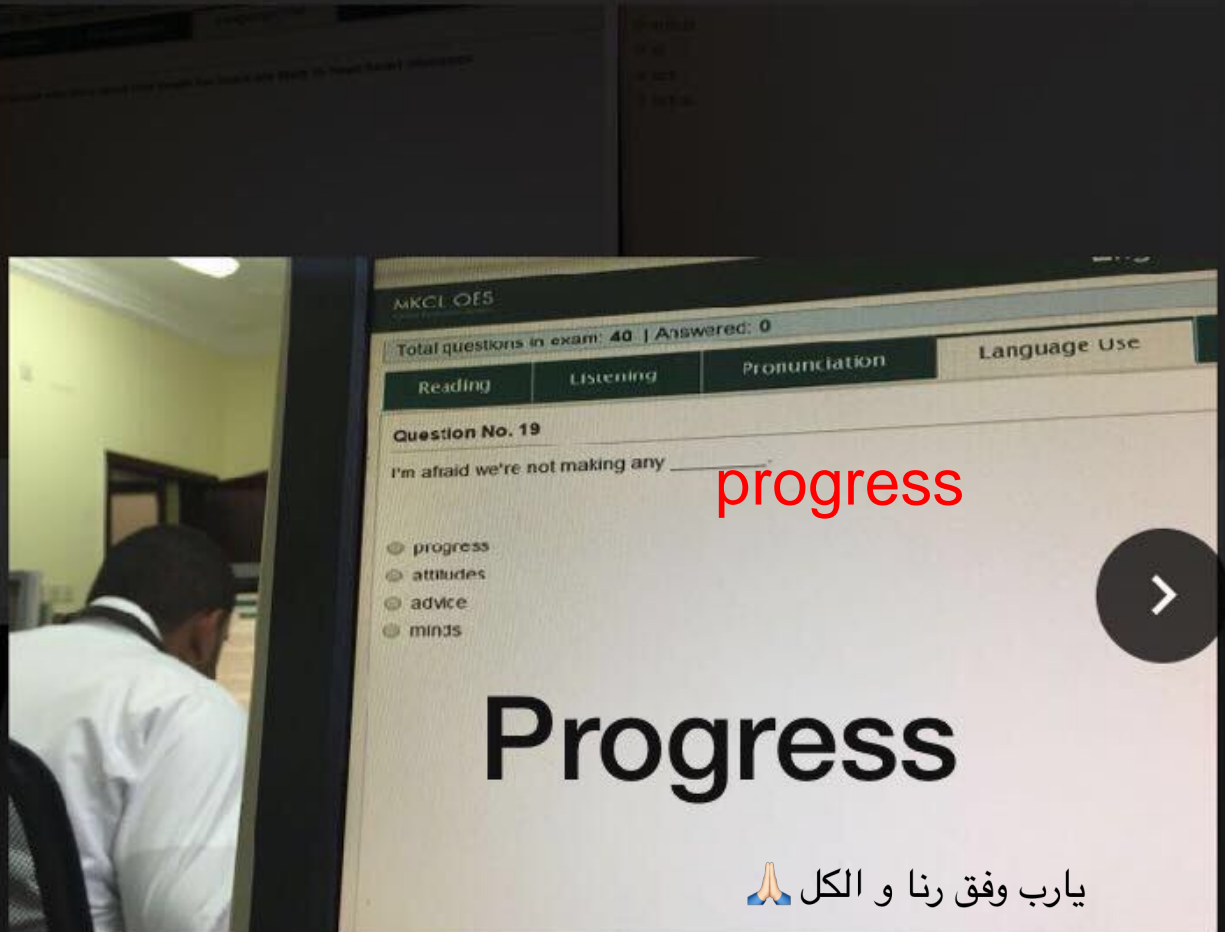 MKCL OES
Total questions in exam: 40 | Answered: 0
Reading Listening Pronunciation Language Use
Question No. 19
I'm afraid we're not making any _________.
progress
progress
attitudes
advice
minds
Progress
يارب وفق رنا و الكل 🙏🏻